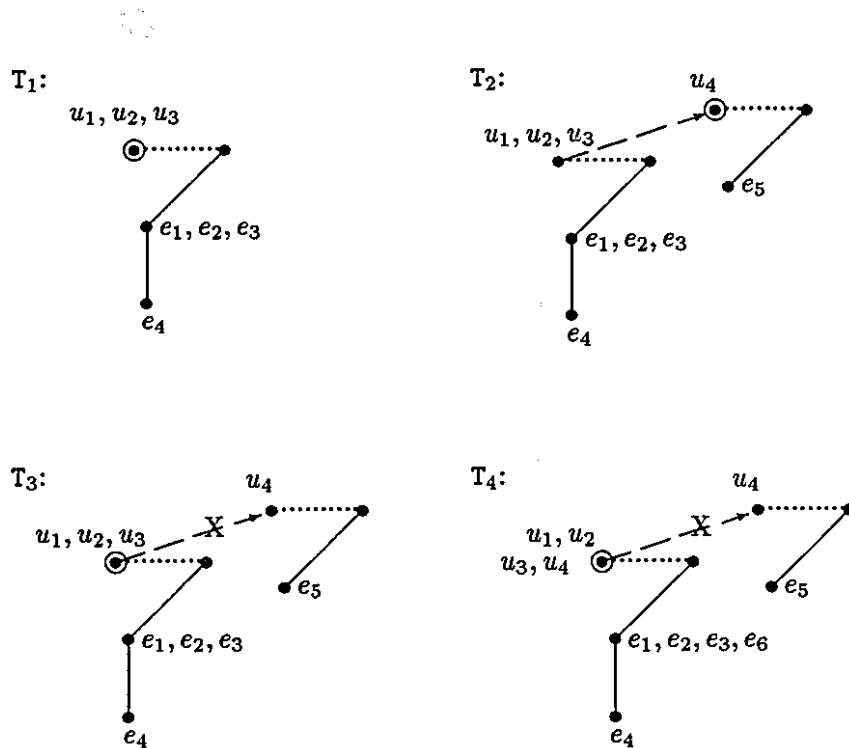 T₁:
u₁, u₂, u₃
e₁, e₂, e₃
e₄
T₂:
u₄
u₁, u₂, u₃
e₅
e₁, e₂, e₃
e₄
T₃:
u₄
X
u₁, u₂, u₃
e₅
e₁, e₂, e₃
e₄
T₄:
u₄
X
u₁, u₂
u₃, u₄
e₅
e₁, e₂, e₃, e₆
e₄